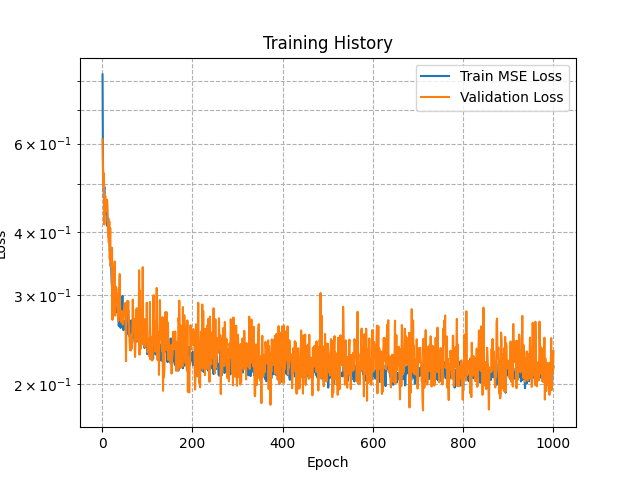 Training History
Train MSE Loss
Validation Loss
6 × 10⁻¹
4 × 10⁻¹
3 × 10⁻¹
2 × 10⁻¹
Loss
0 200 400 600 800 1000
Epoch